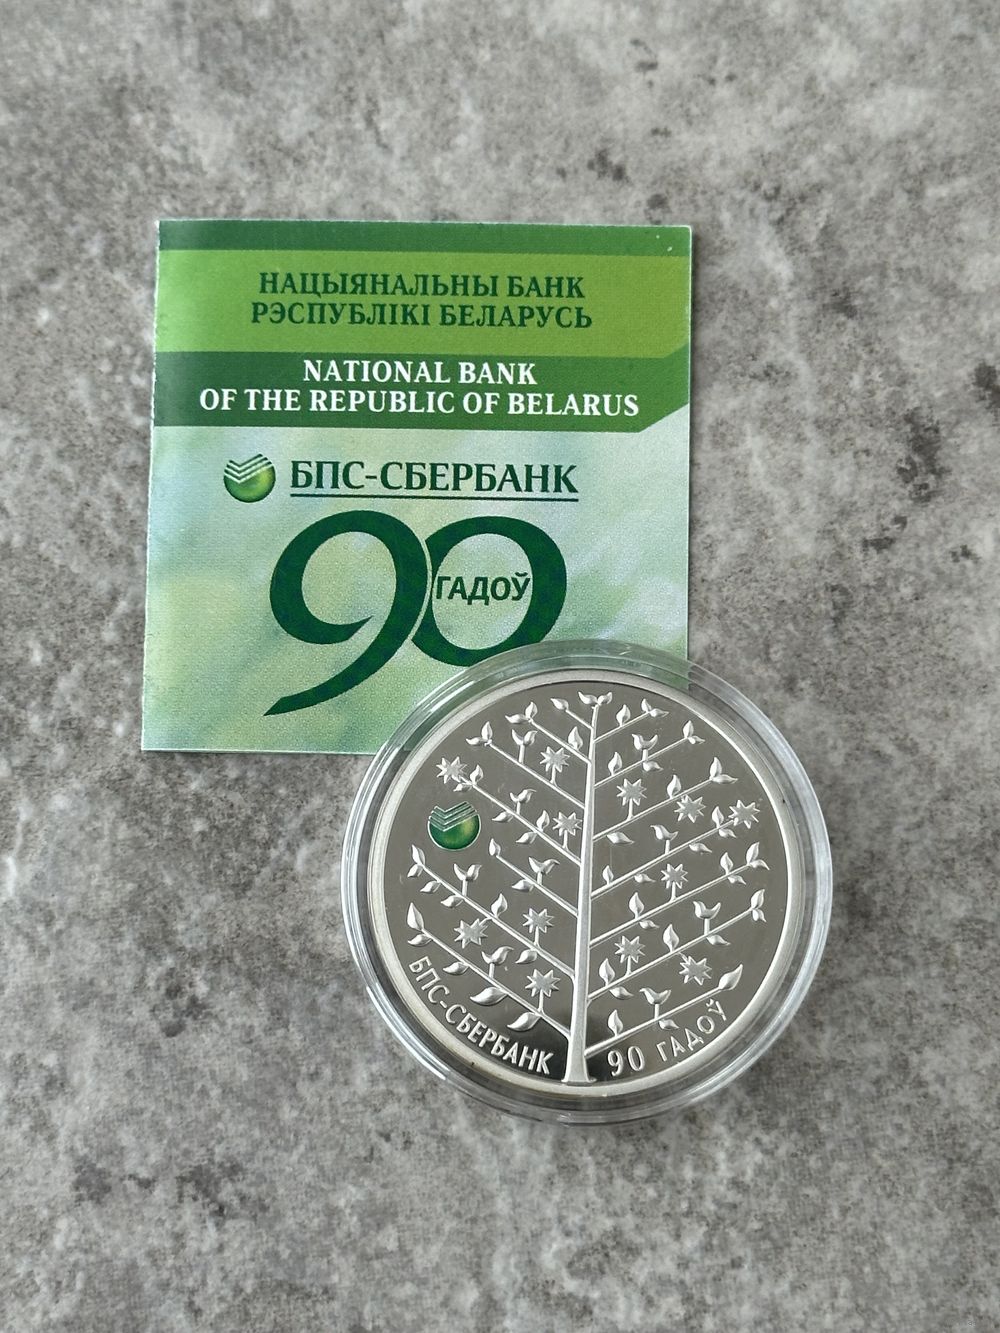 НАЦЫЯНАЛЬНЫ БАНК
РЭСПУБЛІКІ БЕЛАРУСЬ
NATIONAL BANK
OF THE REPUBLIC OF BELARUS
БПС-СБЕРБАНК
90
ГАДОЎ
БПС-СБЕРБАНК
90 ГАДОЎ